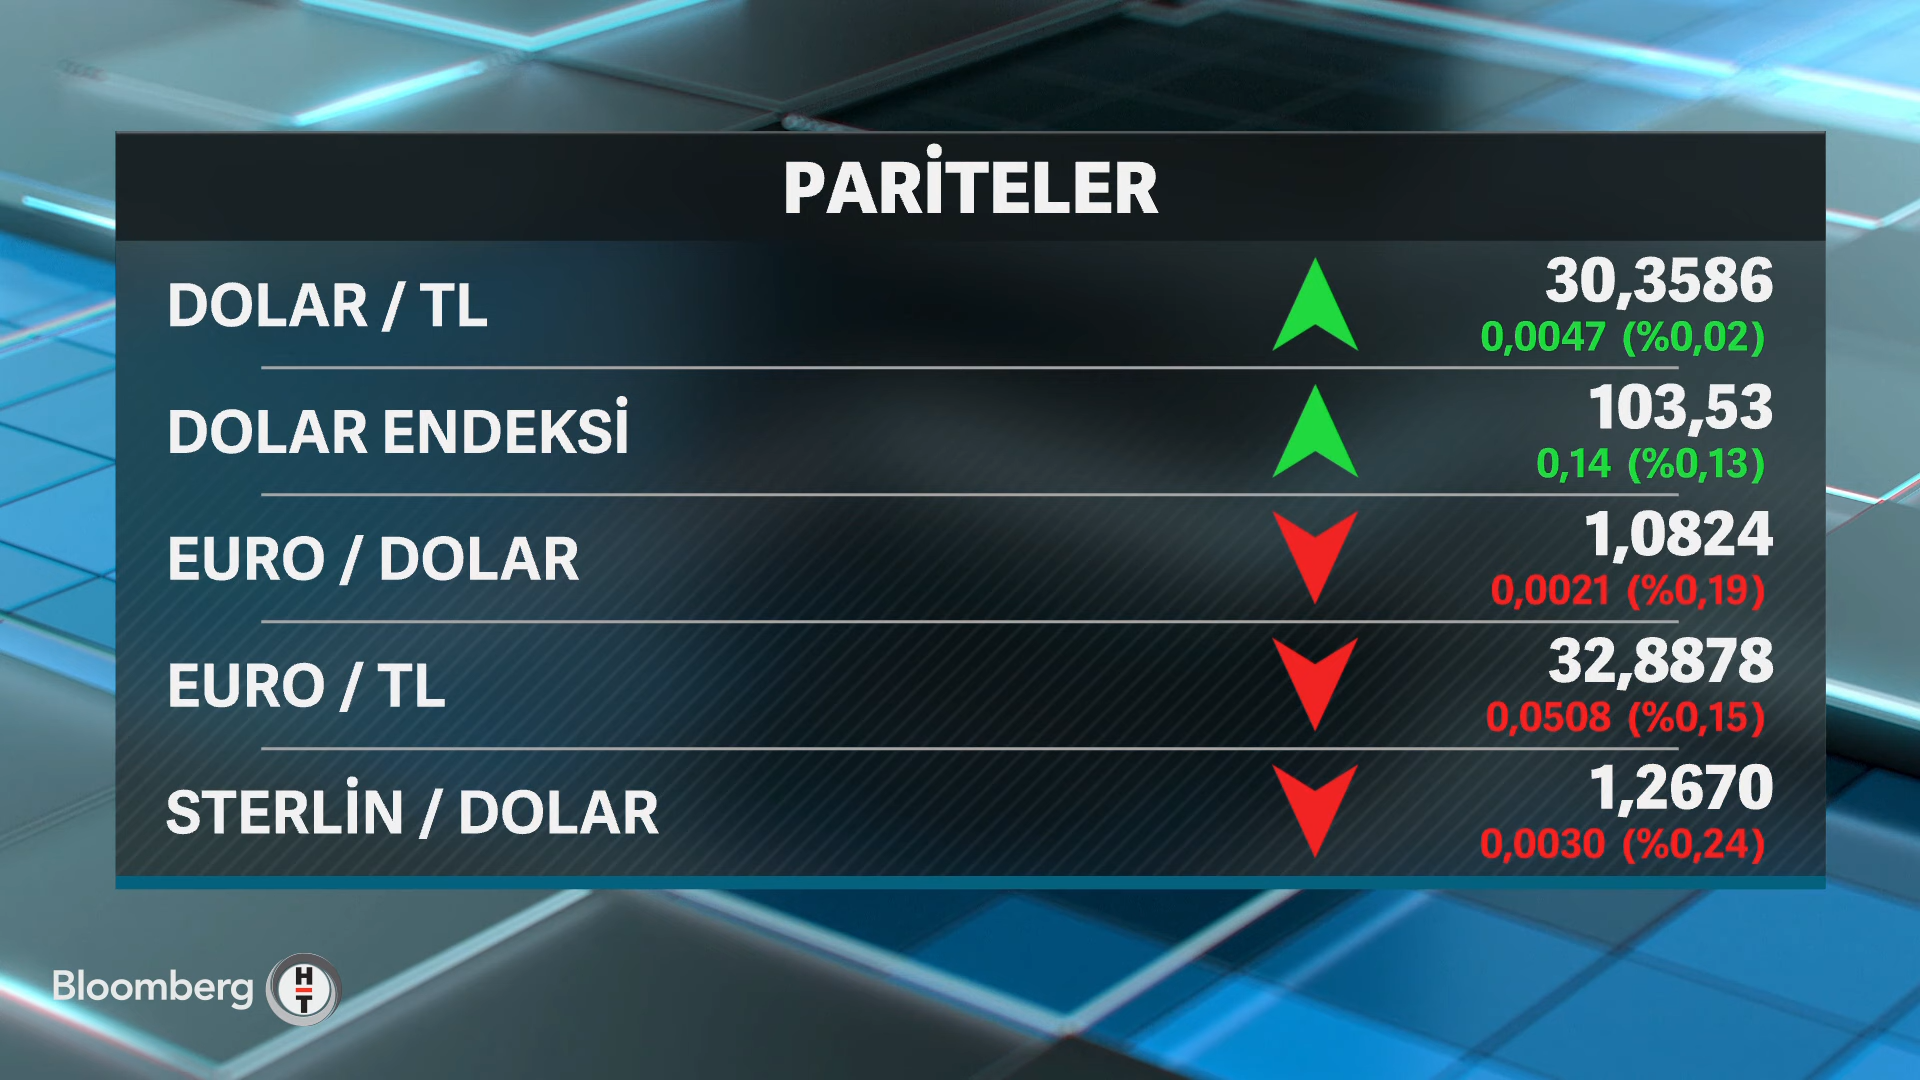 PARİTELER
DOLAR / TL
30,3586
0,0047 (%0,02)
DOLAR ENDEKSİ
103,53
0,14 (%0,13)
EURO / DOLAR
1,0824
0,0021 (%0,19)
EURO / TL
32,8878
0,0508 (%0,15)
STERLİN / DOLAR
1,2670
0,0030 (%0,24)
Bloomberg HT